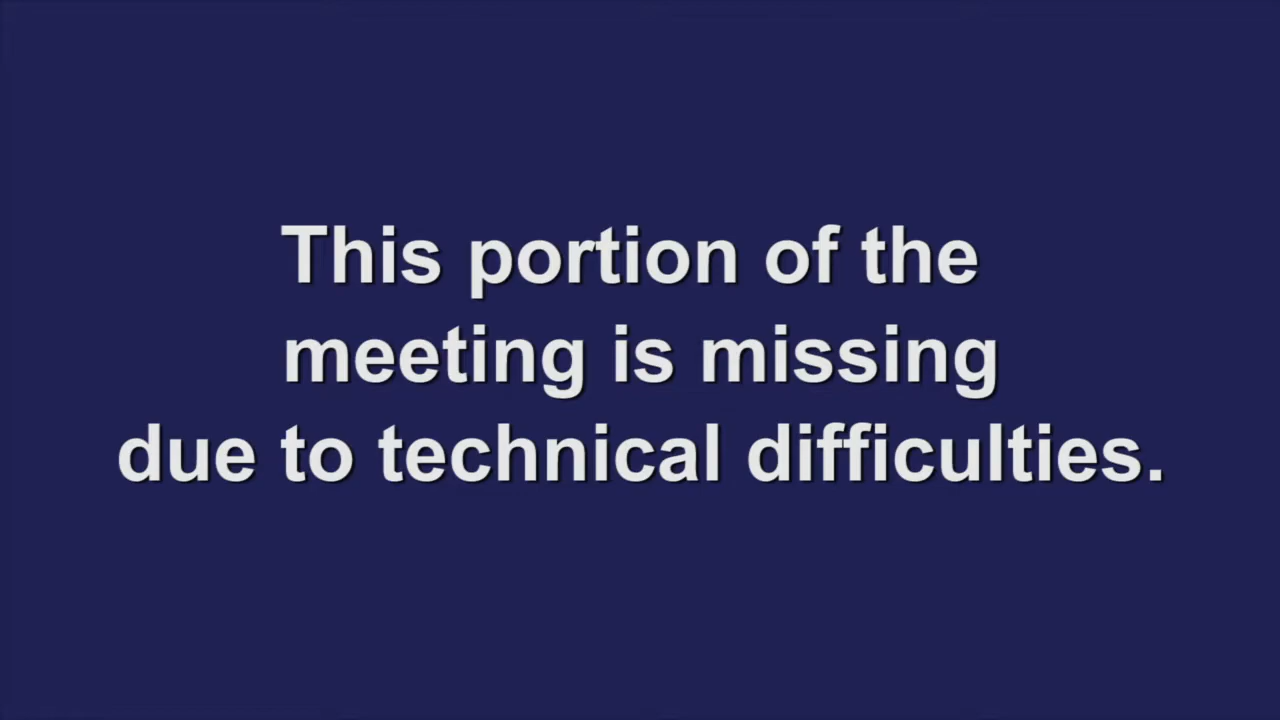 This portion of the
meeting is missing
due to technical difficulties.